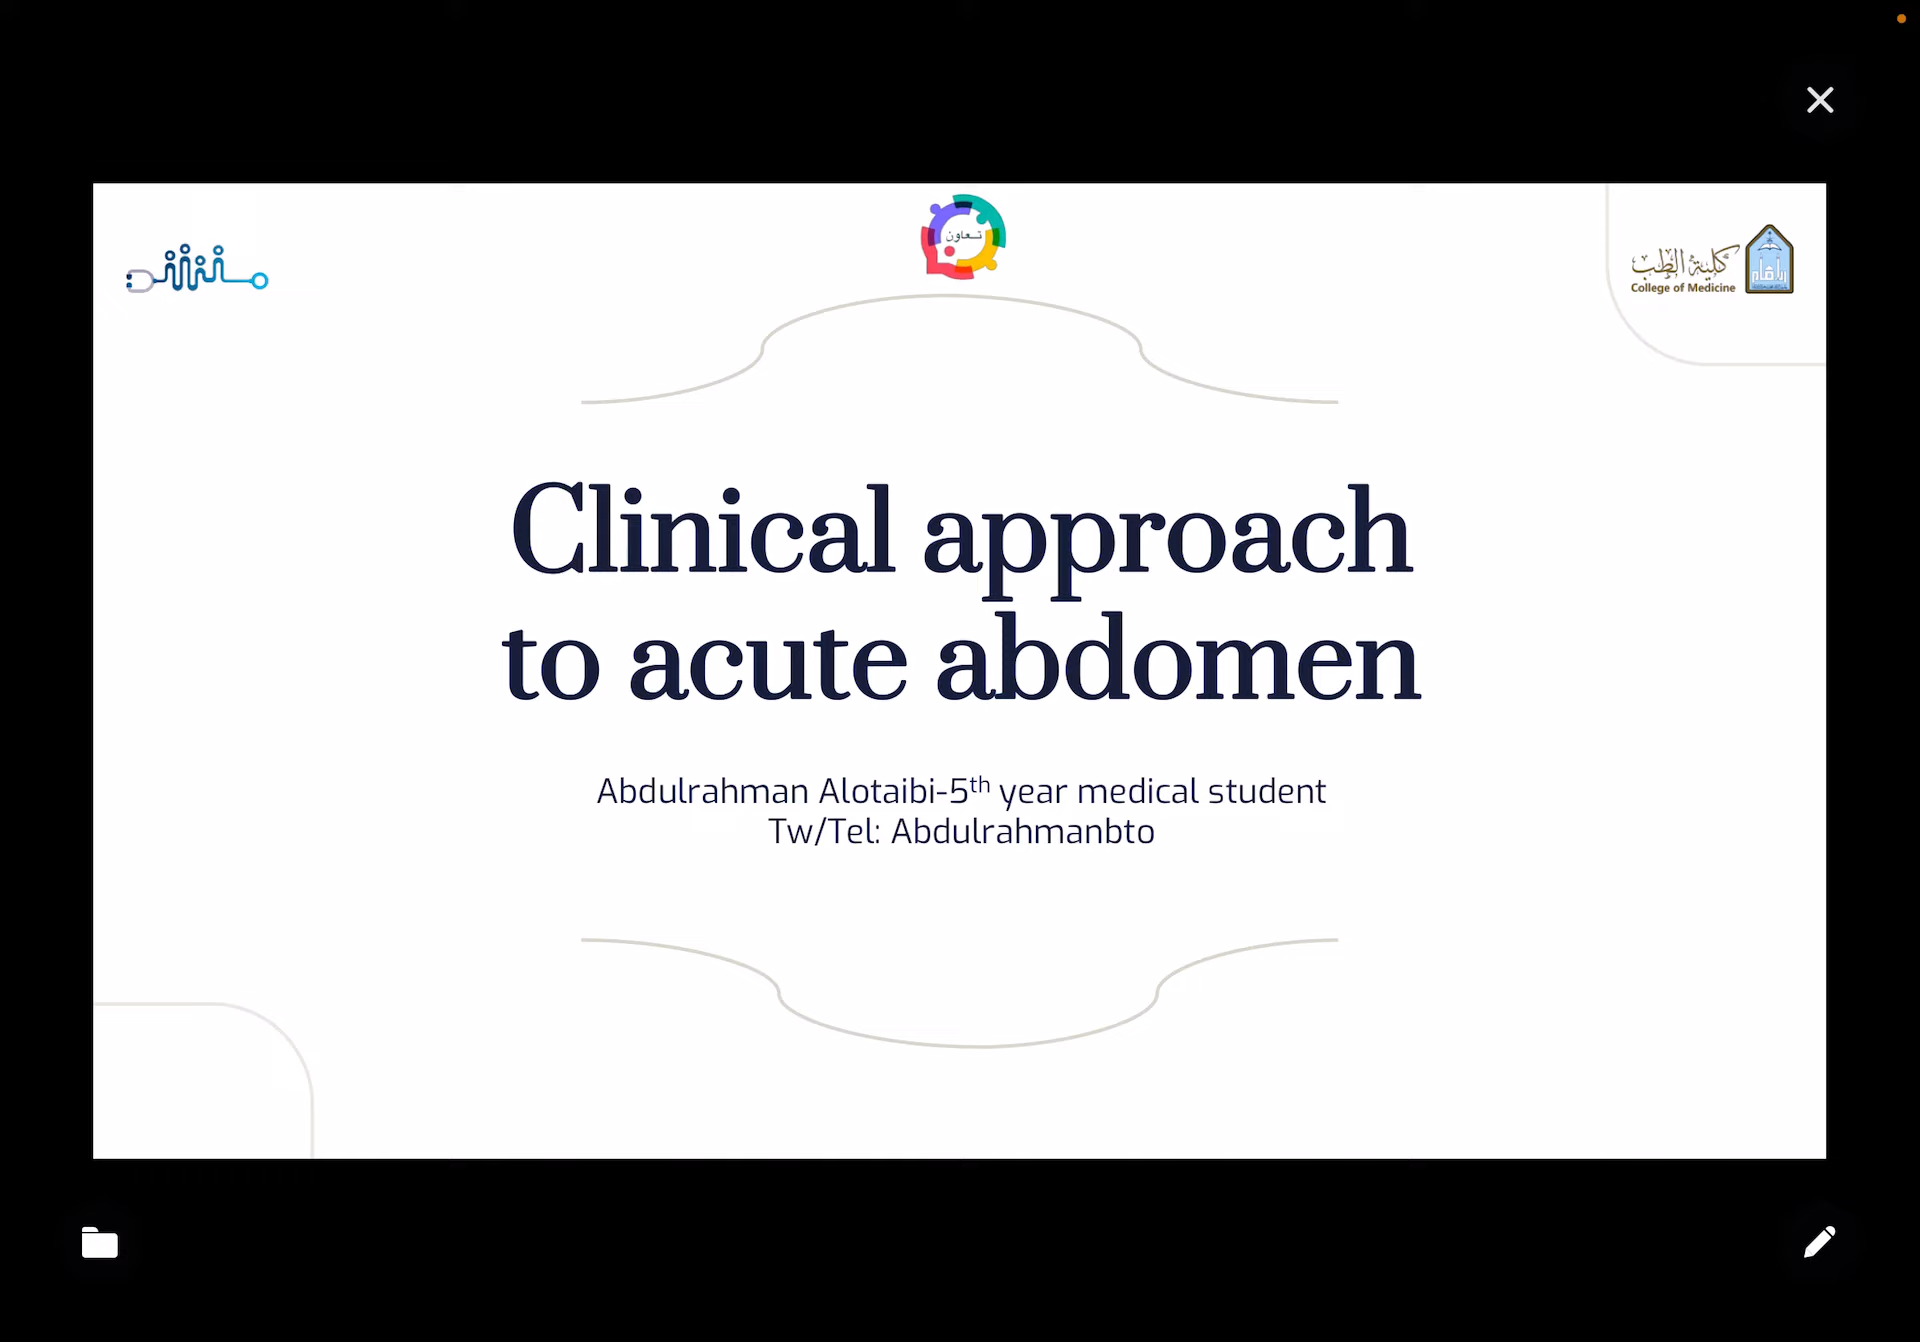 تعاون
كلية الطب
College of Medicine
Clinical approach
to acute abdomen
Abdulrahman Alotaibi-5th year medical student
Tw/Tel: Abdulrahmanbto